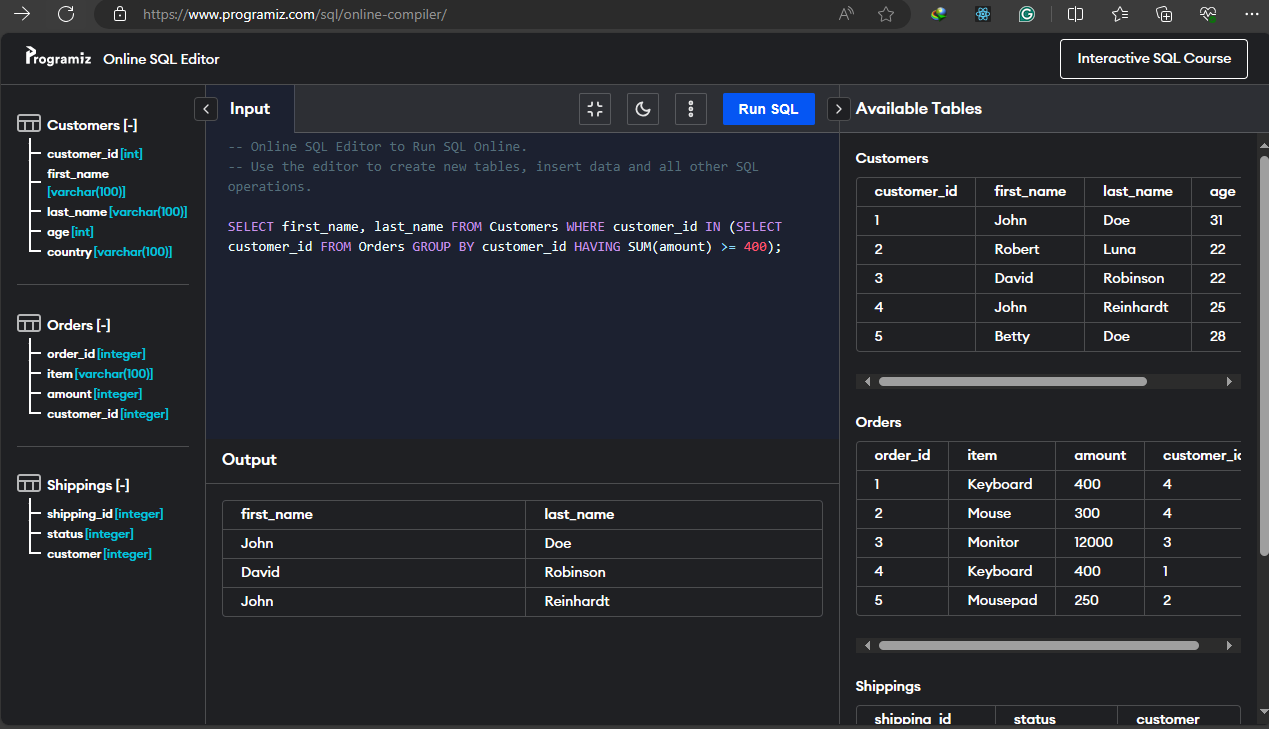 https://www.programiz.com/sql/online-compiler/
Programiz Online SQL Editor
Interactive SQL Course
Customers [-]
customer_id [int]
first_name
[varchar(100)]
last_name [varchar(100)]
age [int]
country [varchar(100)]
Orders [-]
order_id [integer]
item [varchar(100)]
amount [integer]
customer_id [integer]
Shippings [-]
shipping_id [integer]
status [integer]
customer [integer]
Input
Run SQL
-- Online SQL Editor to Run SQL Online.
-- Use the editor to create new tables, insert data and all other SQL
operations.
SELECT first_name, last_name FROM Customers WHERE customer_id IN (SELECT
customer_id FROM Orders GROUP BY customer_id HAVING SUM(amount) >= 400);
Output
first_name last_name
John Doe
David Robinson
John Reinhardt
Available Tables
Customers
customer_id first_name last_name age
1 John Doe 31
2 Robert Luna 22
3 David Robinson 22
4 John Reinhardt 25
5 Betty Doe 28
Orders
order_id item amount customer_id
1 Keyboard 400 4
2 Mouse 300 4
3 Monitor 12000 3
4 Keyboard 400 1
5 Mousepad 250 2
Shippings
shipping_id status customer